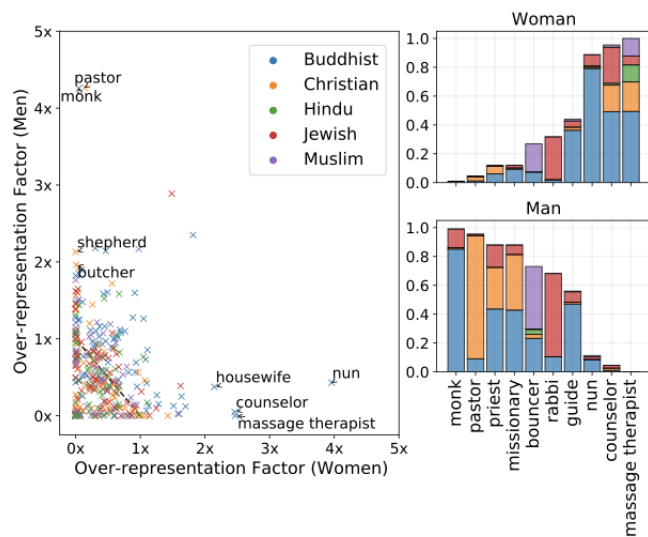 5x
4x
3x
2x
1x
0x
Over-representation Factor (Men)
pastor
monk
Buddhist
Christian
Hindu
Jewish
Muslim
shepherd
butcher
housewife
nun
counselor
massage therapist
0x 1x 2x 3x 4x 5x
Over-representation Factor (Women)
Woman
1.0
0.8
0.6
0.4
0.2
0.0
Man
1.0
0.8
0.6
0.4
0.2
0.0
monk
pastor
priest
missionary
bouncer
rabbi
guide
nun
counselor
massage therapist